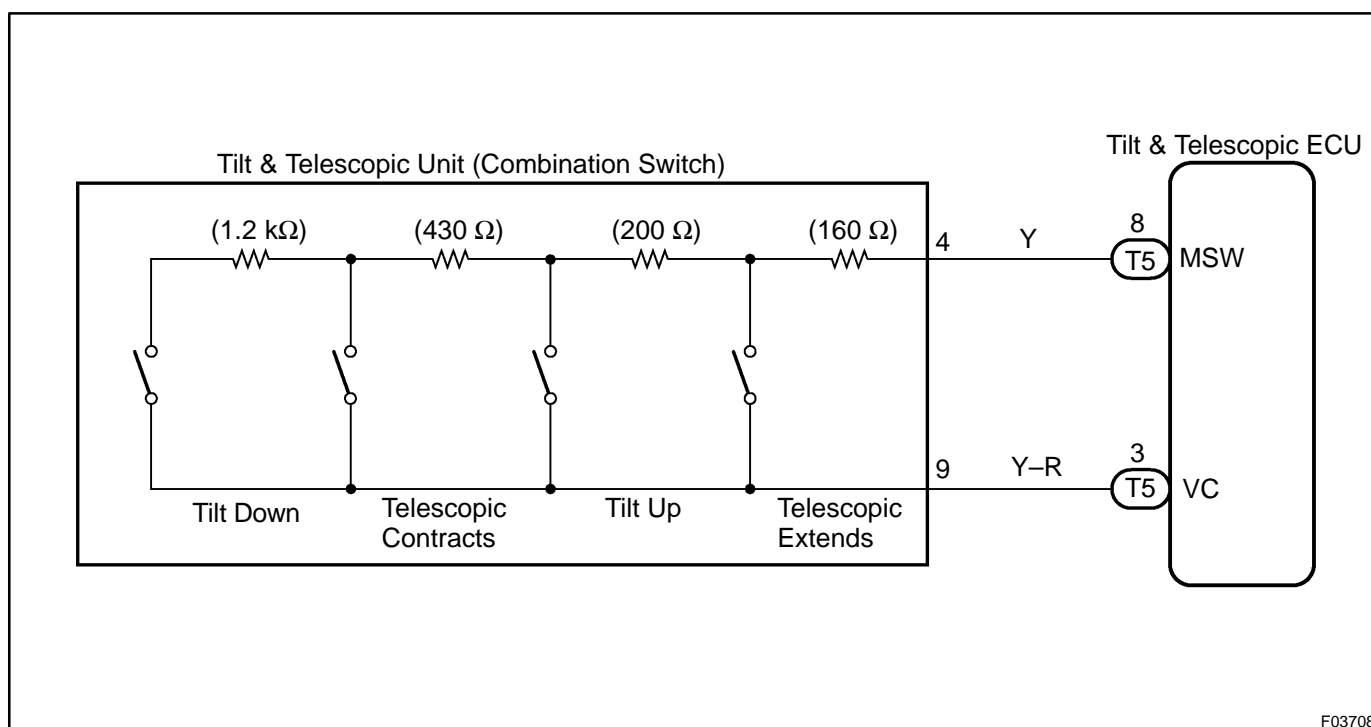 Tilt & Telescopic ECU
Tilt & Telescopic Unit (Combination Switch)
(1.2 kΩ)
(430 Ω)
(200 Ω)
(160 Ω)
4
Y
8
T5
MSW
9
Y–R
3
T5
VC
Tilt Down
Telescopic
Contracts
Tilt Up
Telescopic
Extends
F03708